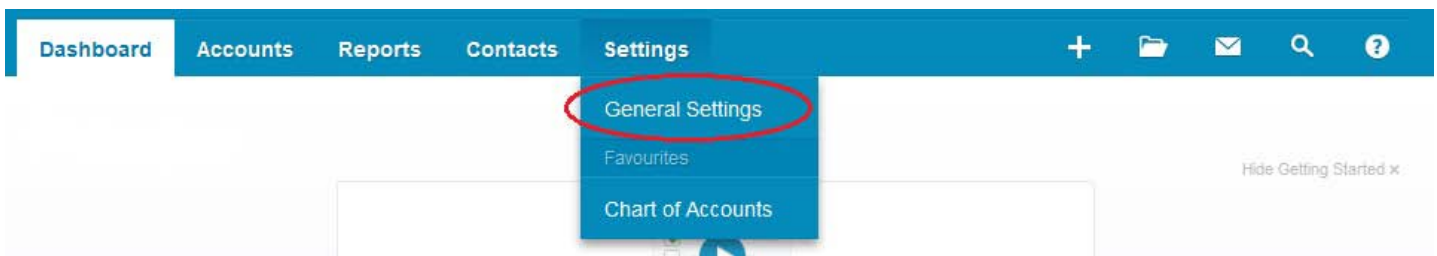 Dashboard Accounts Reports Contacts Settings
General Settings
Favourites
Hide Getting Started ×
Chart of Accounts